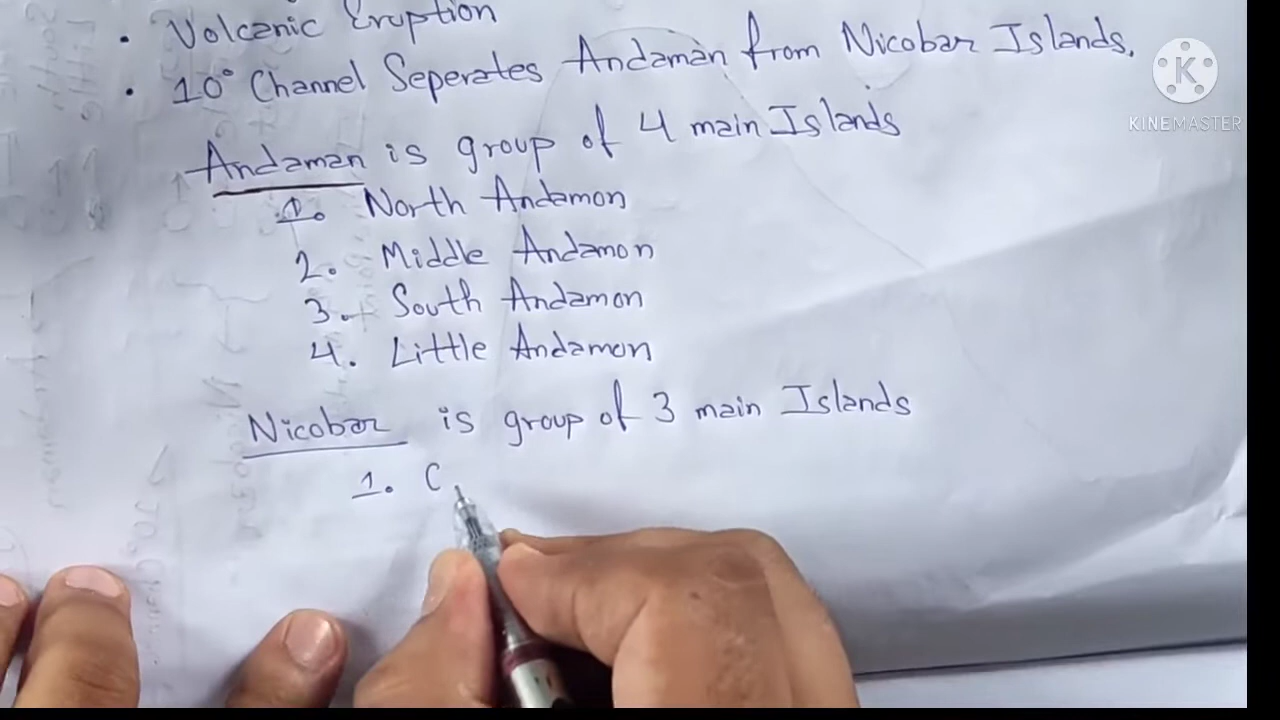 • Volcanic Eruption
• 10° Channel Seperates Andaman from Nicobar Islands.
Andaman is group of 4 main Islands
1. North Andamon
2. Middle Andamon
3. South Andamon
4. Little Andamon
Nicobar is group of 3 main Islands
1. C
KINEMASTER